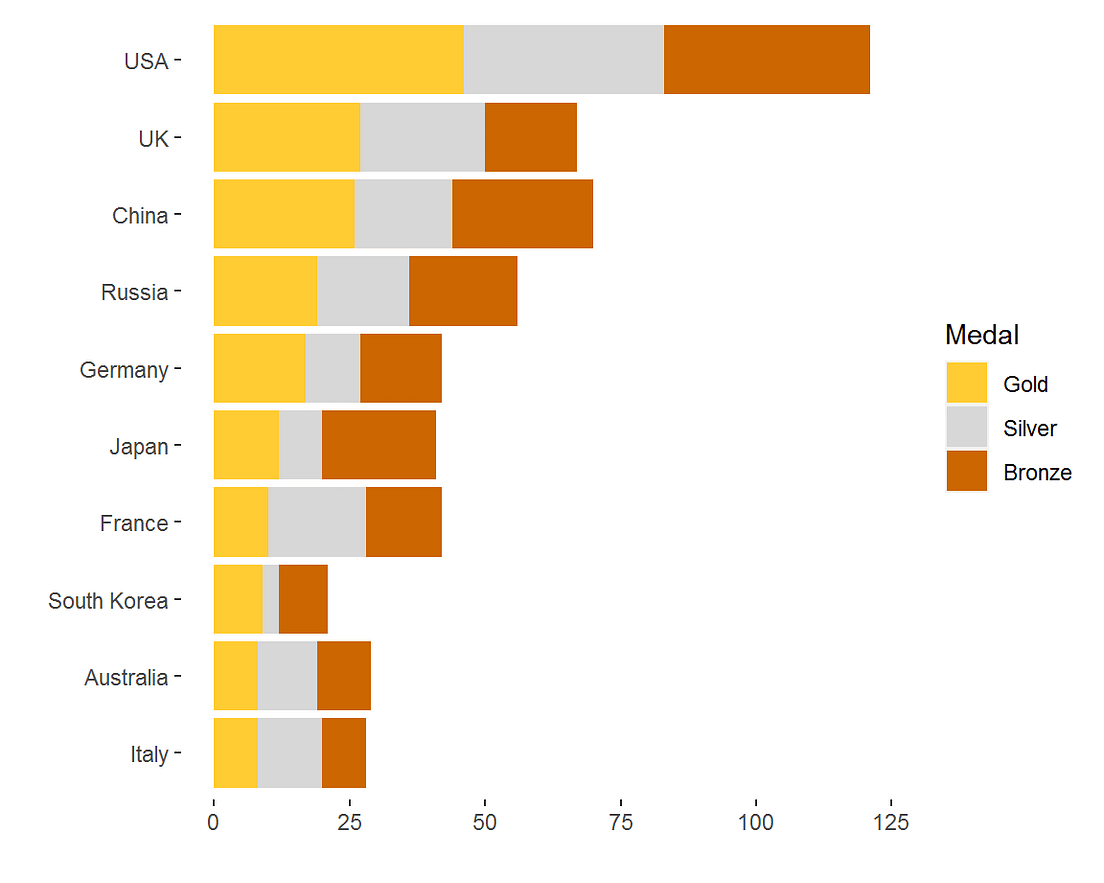 USA
UK
China
Russia
Germany
Japan
France
South Korea
Australia
Italy
0 25 50 75 100 125
Medal
Gold
Silver
Bronze